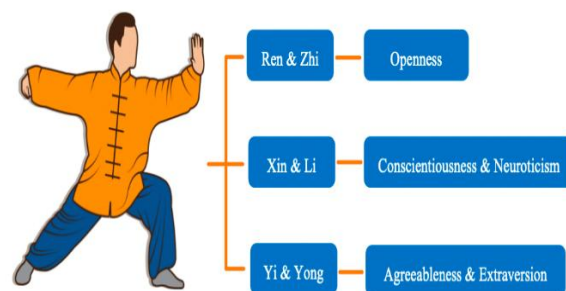 Ren & Zhi
Openness
Xin & Li
Conscientiousness & Neuroticism
Yi & Yong
Agreeableness & Extraversion